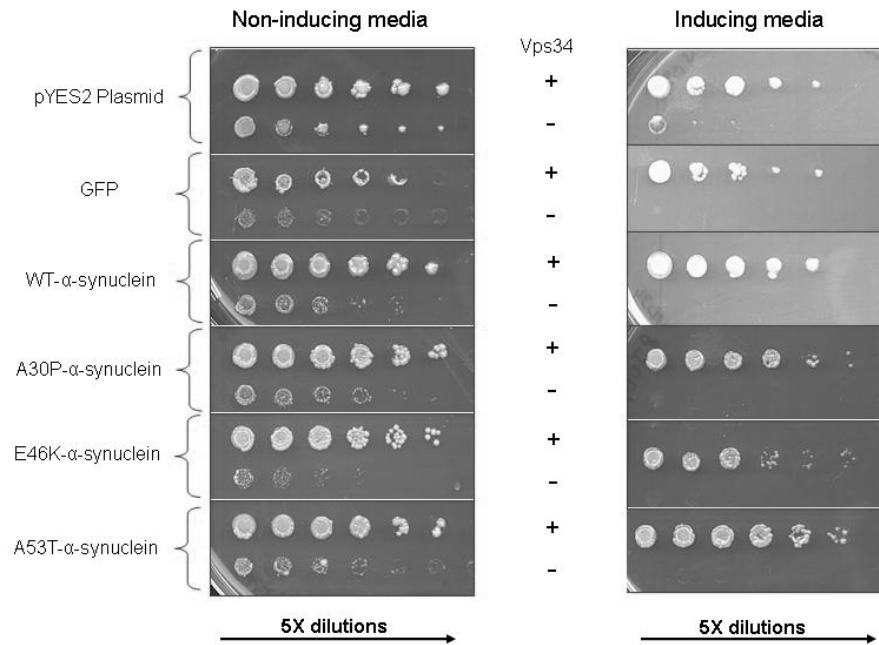 Non-inducing media
Vps34
Inducing media
pYES2 Plasmid
+
-
GFP
+
-
WT-α-synuclein
+
-
A30P-α-synuclein
+
-
E46K-α-synuclein
+
-
A53T-α-synuclein
+
-
5X dilutions
5X dilutions